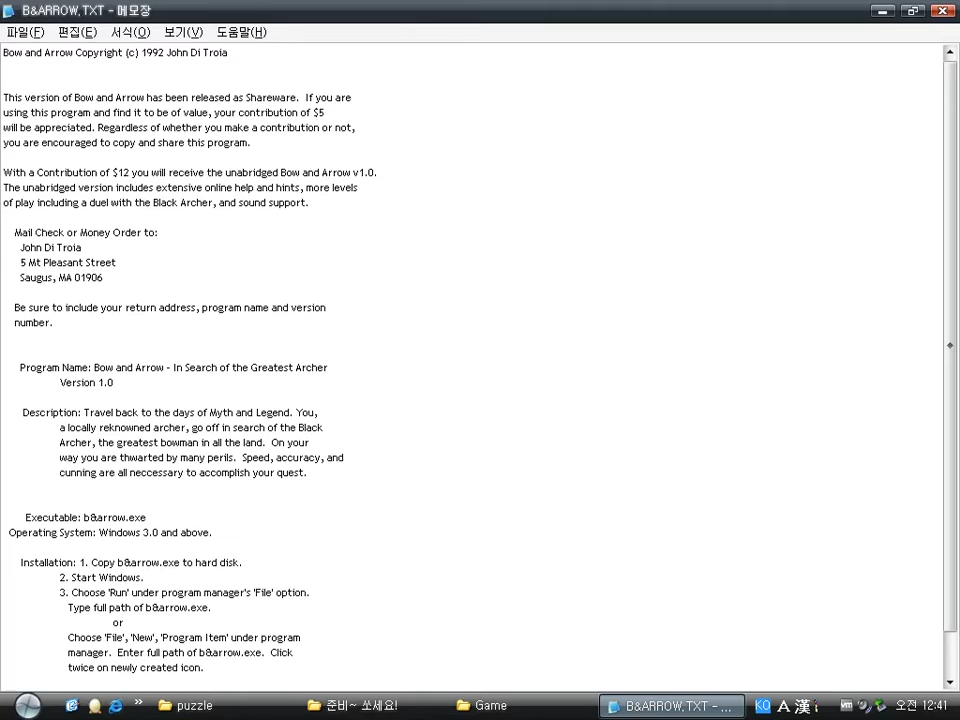 B&ARROW.TXT - 메모장
파일(F) 편집(E) 서식(O) 보기(V) 도움말(H)
Bow and Arrow Copyright (c) 1992 John Di Troia
This version of Bow and Arrow has been released as Shareware. If you are
using this program and find it to be of value, your contribution of $5
will be appreciated. Regardless of whether you make a contribution or not,
you are encouraged to copy and share this program.
With a Contribution of $12 you will receive the unabridged Bow and Arrow v1.0.
The unabridged version includes extensive online help and hints, more levels
of play including a duel with the Black Archer, and sound support.
Mail Check or Money Order to:
John Di Troia
5 Mt Pleasant Street
Saugus, MA 01906
Be sure to include your return address, program name and version
number.
Program Name: Bow and Arrow - In Search of the Greatest Archer
Version 1.0
Description: Travel back to the days of Myth and Legend. You,
a locally reknowned archer, go off in search of the Black
Archer, the greatest bowman in all the land. On your
way you are thwarted by many perils. Speed, accuracy, and
cunning are all neccessary to accomplish your quest.
Executable: b&arrow.exe
Operating System: Windows 3.0 and above.
Installation: 1. Copy b&arrow.exe to hard disk.
2. Start Windows.
3. Choose 'Run' under program manager's 'File' option.
Type full path of b&arrow.exe.
or
Choose 'File', 'New', 'Program Item' under program
manager. Enter full path of b&arrow.exe. Click
twice on newly created icon.
» puzzle 준비~ 쏘세요! Game B&ARROW.TXT - ... KO A 漢 vm 오전 12:41